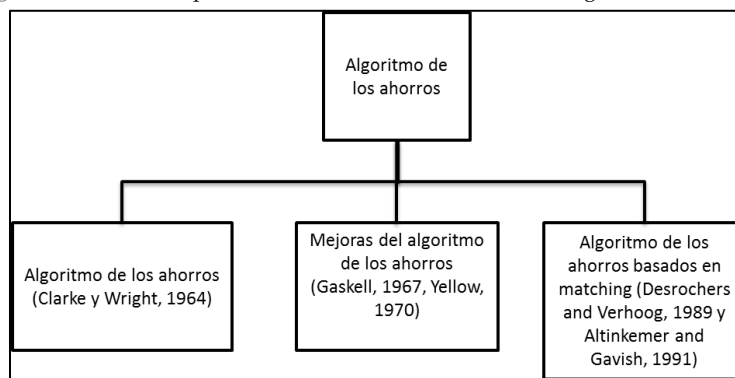 Algoritmo de
los ahorros
Algoritmo de los ahorros
(Clarke y Wright, 1964)
Mejoras del algoritmo
de los ahorros
(Gaskell, 1967, Yellow,
1970)
Algoritmo de los
ahorros basados en
matching (Desrochers
and Verhoog, 1989 y
Altinkemer and
Gavish, 1991)